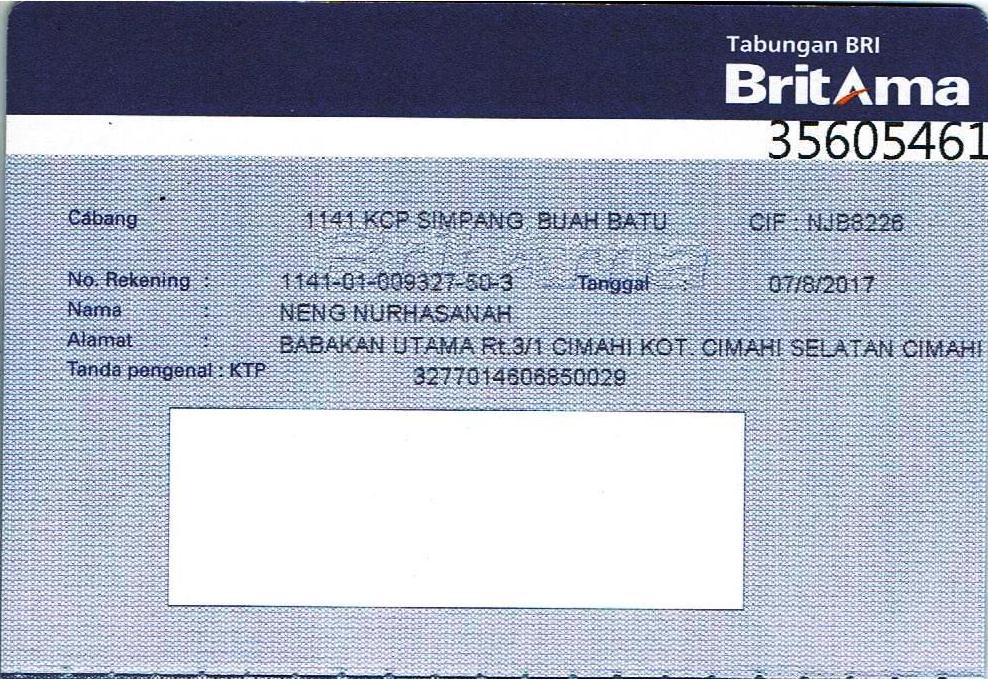 Tabungan BRI
BritAma
35605461
Cabang 1141 KCP SIMPANG BUAH BATU CIF : NJB8226
No. Rekening : 1141-01-009327-50-3 Tanggal : 07/8/2017
Nama : NENG NURHASANAH
Alamat : BABAKAN UTAMA Rt.3/1 CIMAHI KOT. CIMAHI SELATAN CIMAHI
Tanda pengenal : KTP 3277014606850029